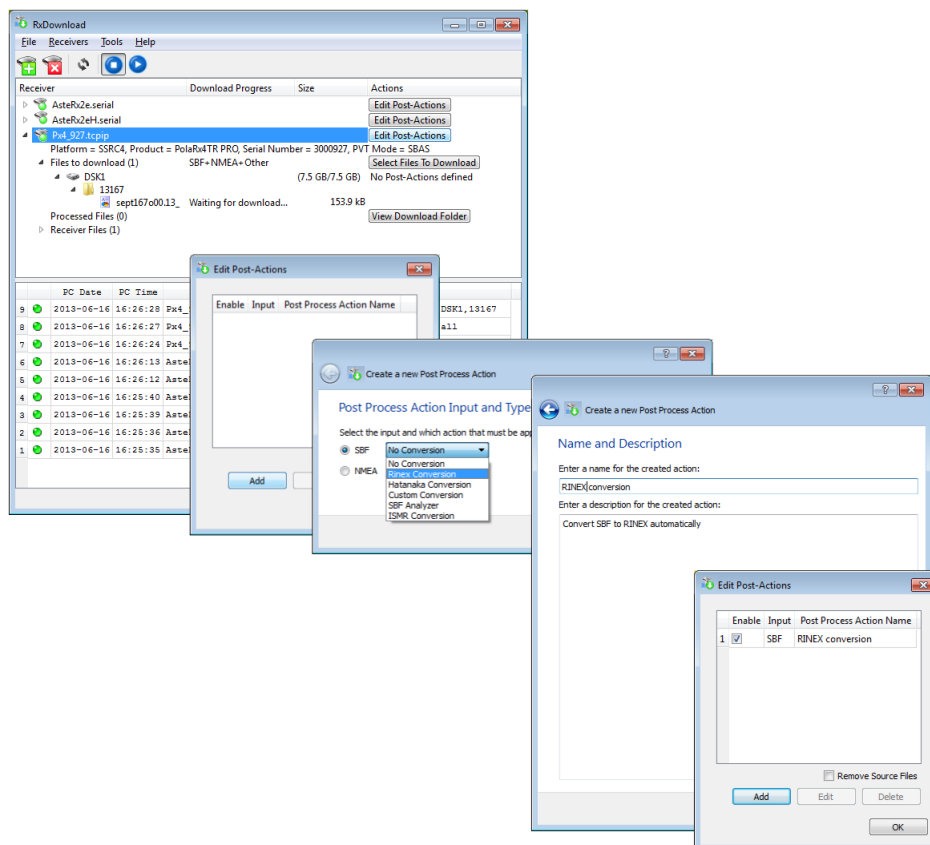 RxDownload
File Receivers Tools Help
Receiver Download Progress Size Actions
AsteRx2e.serial Edit Post-Actions
AsteRx2eH.serial Edit Post-Actions
Px4_927.tcpip Edit Post-Actions
Platform = SSRC4, Product = PolaRx4TR PRO, Serial Number = 3000927, PVT Mode = SBAS
Files to download (1) SBF+NMEA+Other Select Files To Download
DSK1 (7.5 GB/7.5 GB) No Post-Actions defined
13167
sept167o00.13_ Waiting for download... 153.9 kB
Processed Files (0) View Download Folder
Receiver Files (1)
PC Date PC Time
9 2013-06-16 16:26:28 Px4_ DSK1,13167
8 2013-06-16 16:26:27 Px4_ all
7 2013-06-16 16:26:24 Px4_
6 2013-06-16 16:26:13 Aste
5 2013-06-16 16:26:12 Aste
4 2013-06-16 16:25:40 Aste
3 2013-06-16 16:25:39 Aste
2 2013-06-16 16:25:36 Aste
1 2013-06-16 16:25:35 Aste
Edit Post-Actions
Enable Input Post Process Action Name
Add
Create a new Post Process Action
Post Process Action Input and Type
Select the input and which action that must be ap
SBF No Conversion
NMEA
No Conversion
Rinex Conversion
Hatanaka Conversion
Custom Conversion
SBF Analyzer
ISMR Conversion
Create a new Post Process Action
Name and Description
Enter a name for the created action:
RINEX conversion
Enter a description for the created action:
Convert SBF to RINEX automatically
Edit Post-Actions
Enable Input Post Process Action Name
1 SBF RINEX conversion
Remove Source Files
Add Edit Delete
OK